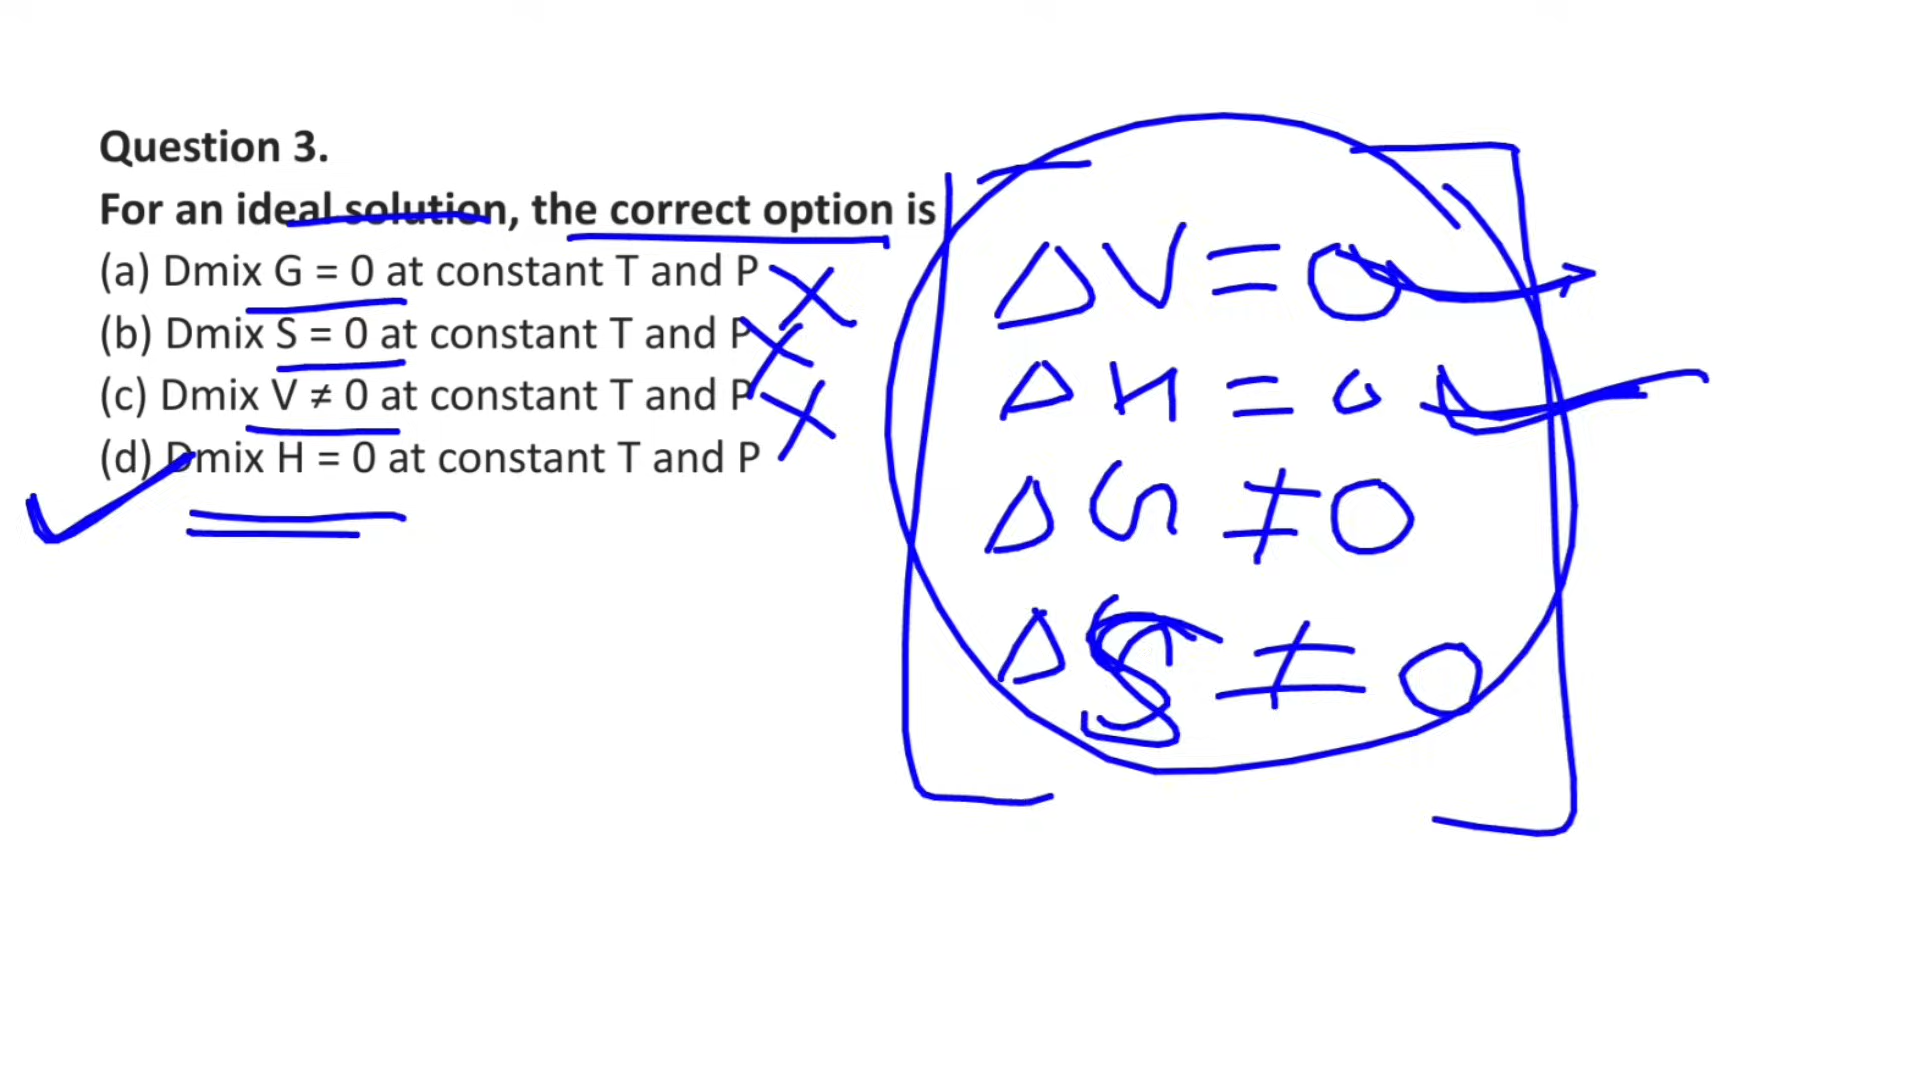 Question 3.
For an ideal solution, the correct option is
(a) Dmix G = 0 at constant T and P
(b) Dmix S = 0 at constant T and P
(c) Dmix V ≠ 0 at constant T and P
(d) Dmix H = 0 at constant T and P
ΔV = 0
ΔH = 0
ΔG ≠ 0
ΔS ≠ 0